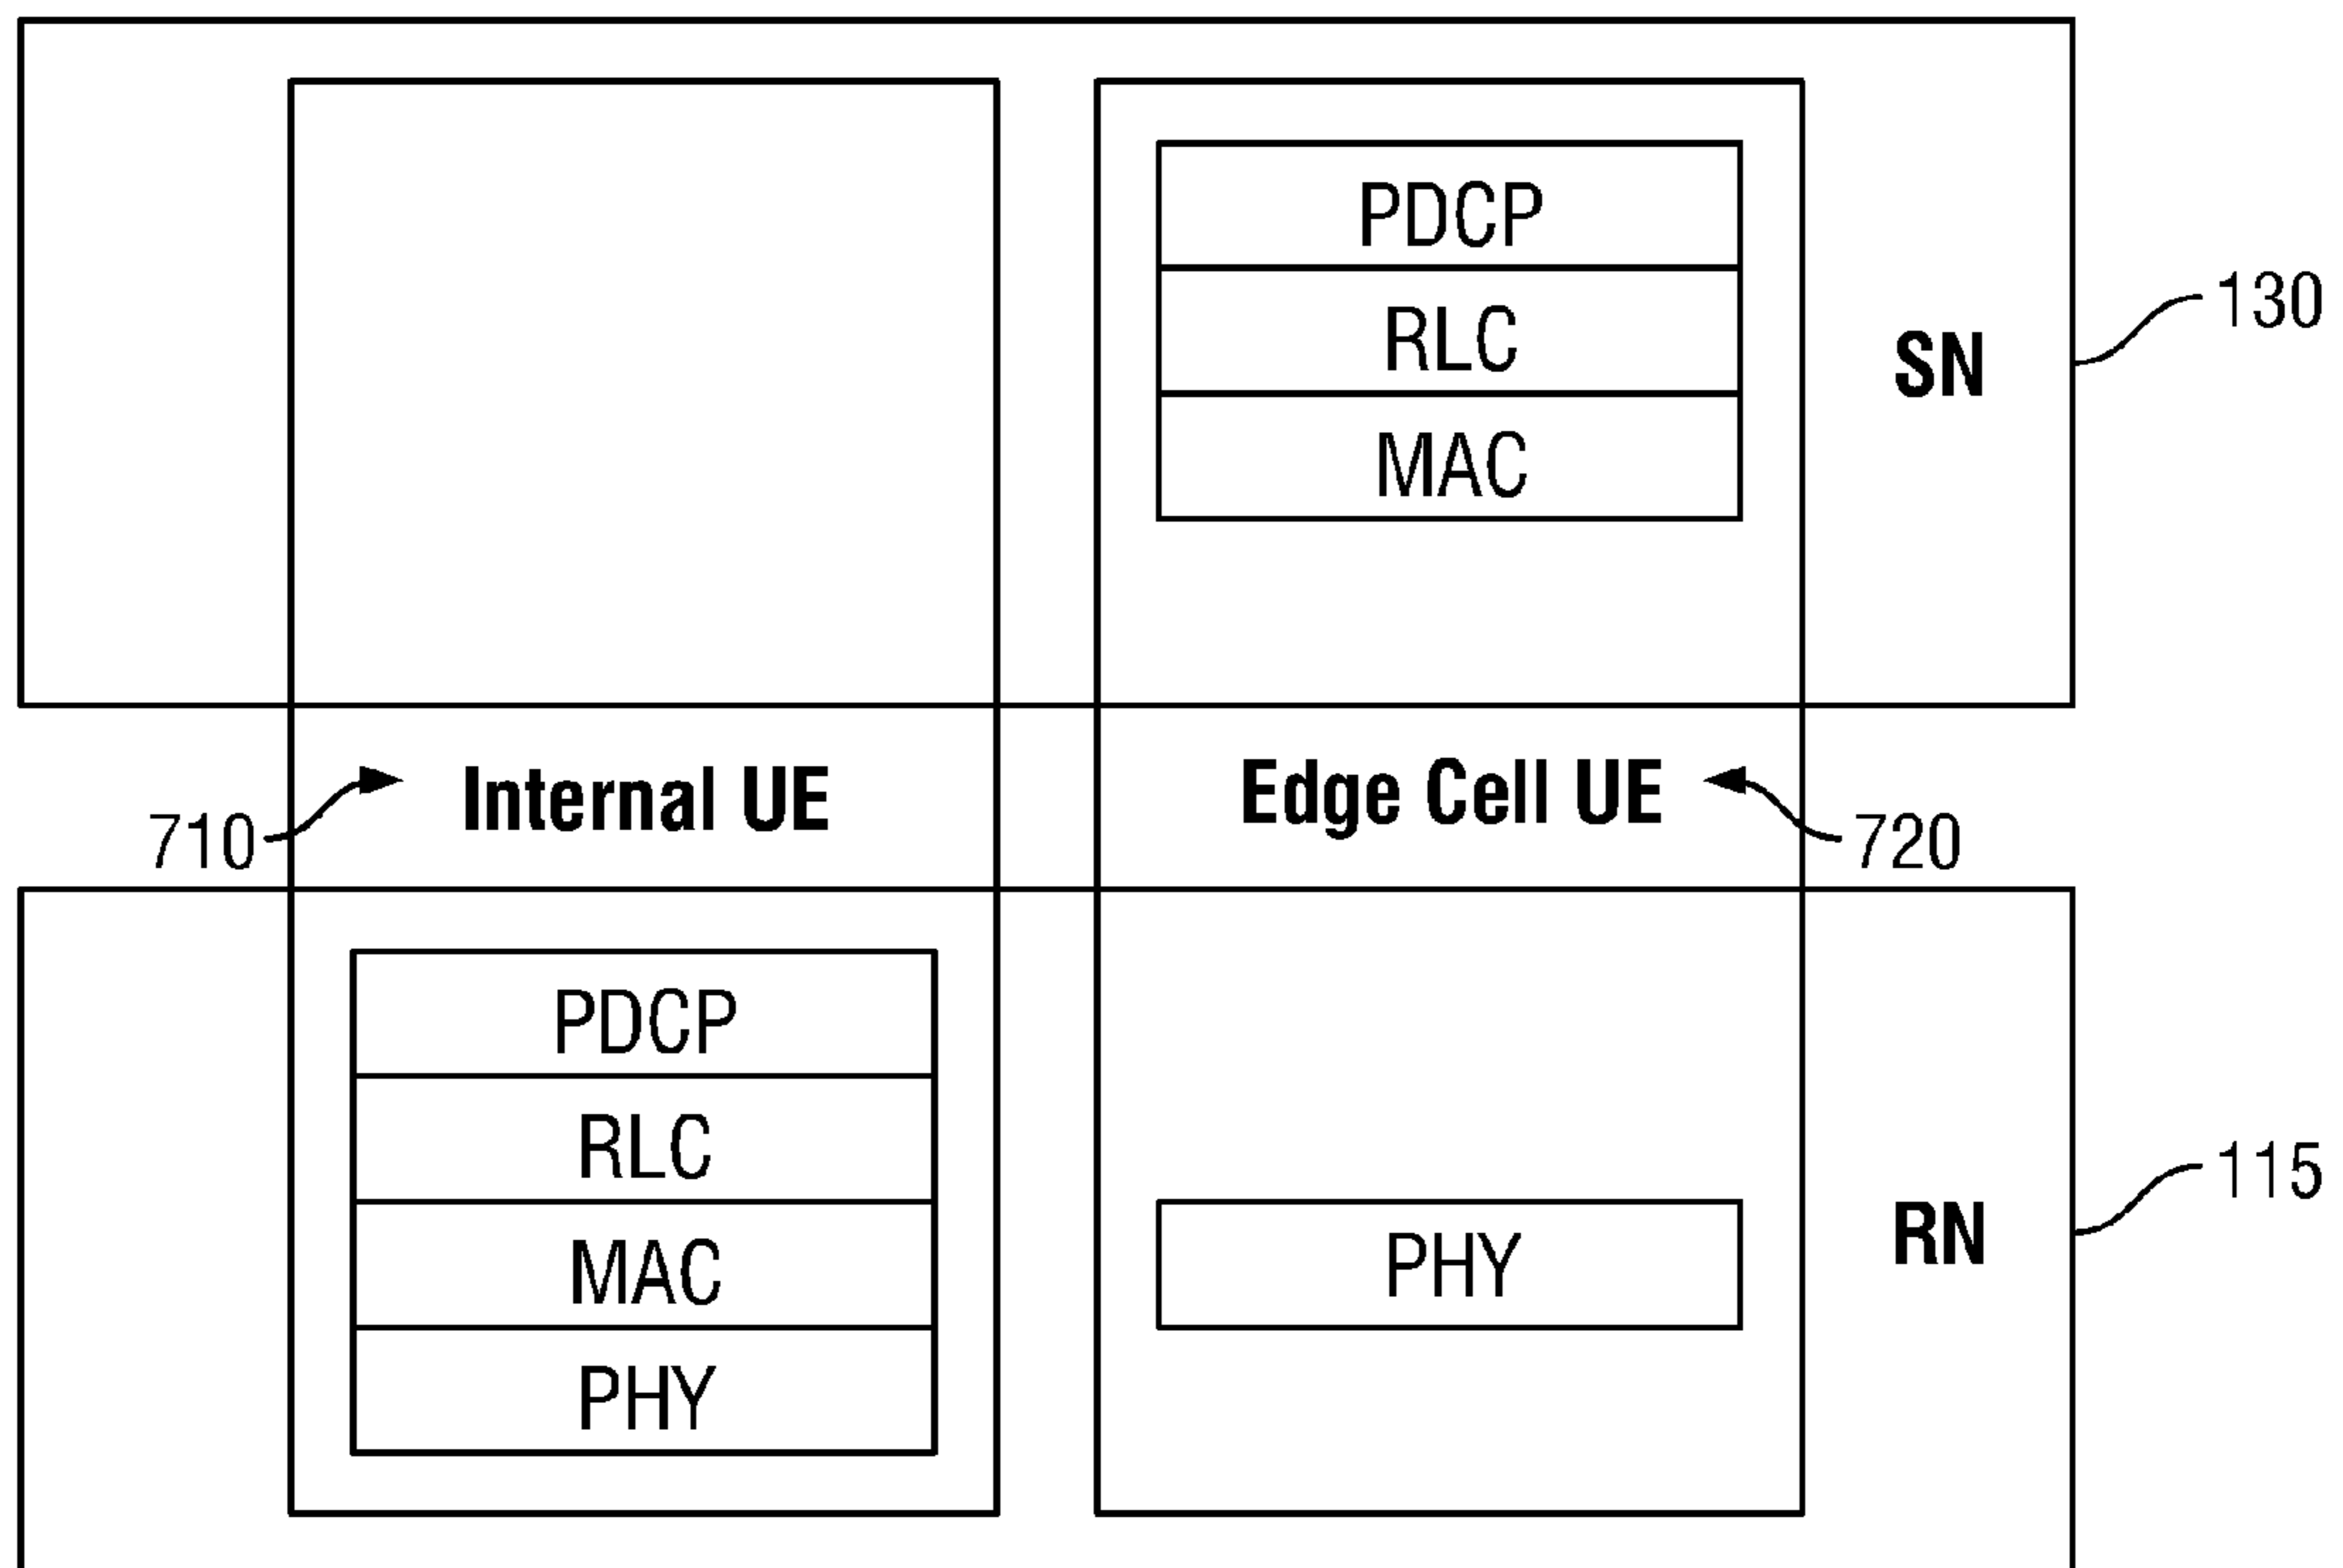 PDCP
RLC
MAC
SN
130
Internal UE
Edge Cell UE
710
720
PDCP
RLC
MAC
PHY
PHY
RN
115